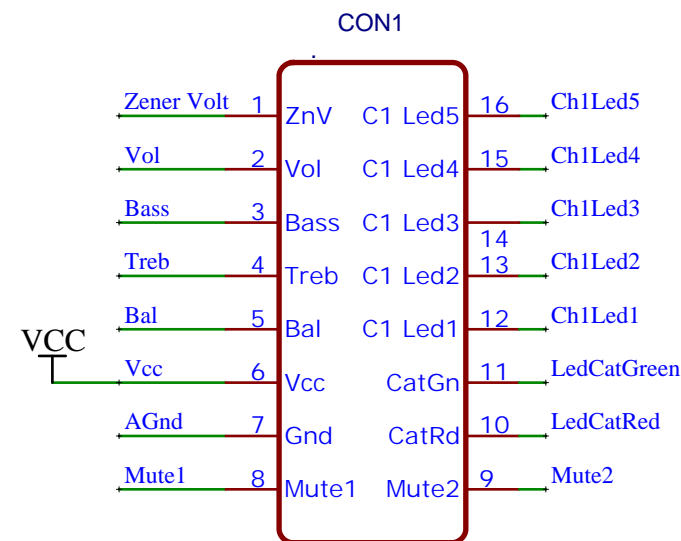 CON1
Zener Volt 1 ZnV C1 Led5 16 Ch1Led5
Vol 2 Vol C1 Led4 15 Ch1Led4
Bass 3 Bass C1 Led3 14 Ch1Led3
Treb 4 Treb C1 Led2 13 Ch1Led2
Bal 5 Bal C1 Led1 12 Ch1Led1
VCC
Vcc 6 Vcc CatGn 11 LedCatGreen
AGnd 7 Gnd CatRd 10 LedCatRed
Mute1 8 Mute1 Mute2 9 Mute2